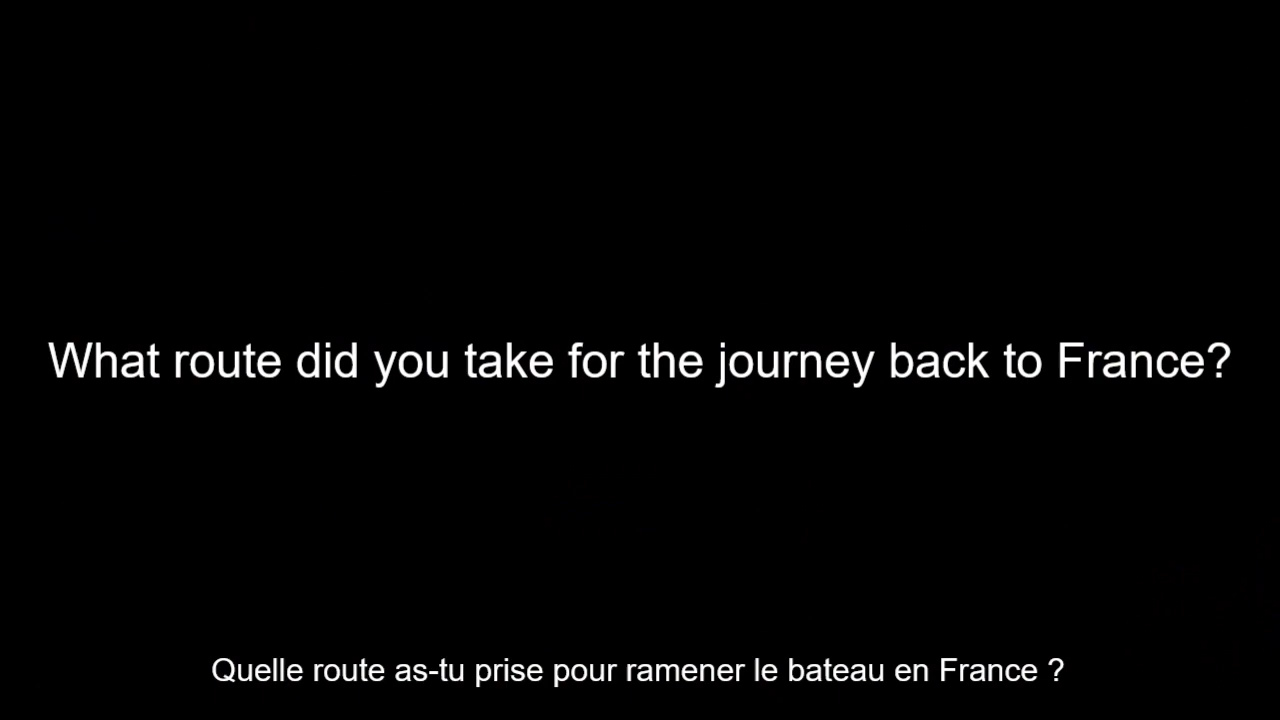 What route did you take for the journey back to France?
Quelle route as-tu prise pour ramener le bateau en France ?